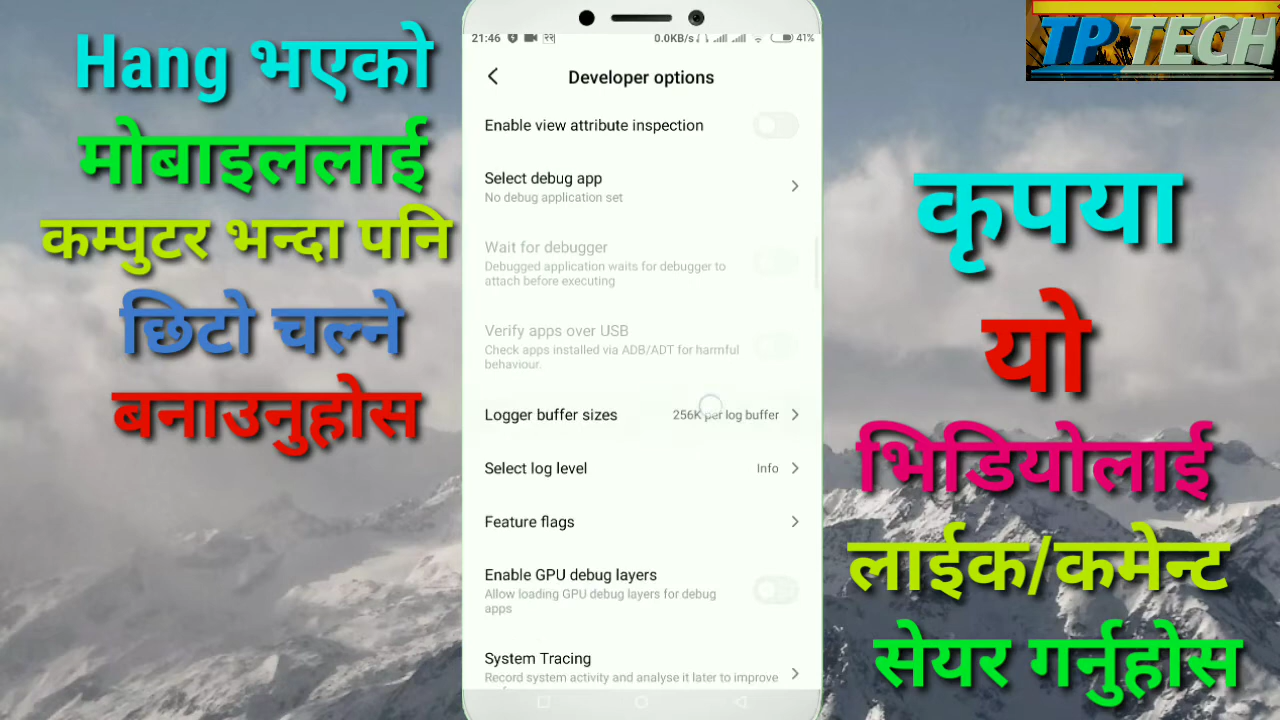 Hang भएको
मोबाइललाई
कम्पुटर भन्दा पनि
छिटो चल्ने
बनाउनुहोस
21:46
0.0KB/s
41%
Developer options
Enable view attribute inspection
Select debug app
No debug application set
Wait for debugger
Debugged application waits for debugger to
attach before executing
Verify apps over USB
Check apps installed via ADB/ADT for harmful
behaviour.
Logger buffer sizes
256K per log buffer
Select log level
Info
Feature flags
Enable GPU debug layers
Allow loading GPU debug layers for debug
apps
System Tracing
Record system activity and analyse it later to improve
TP TECH
कृपया
यो
भिडियोलाई
लाईक/कमेन्ट
सेयर गर्नुहोस